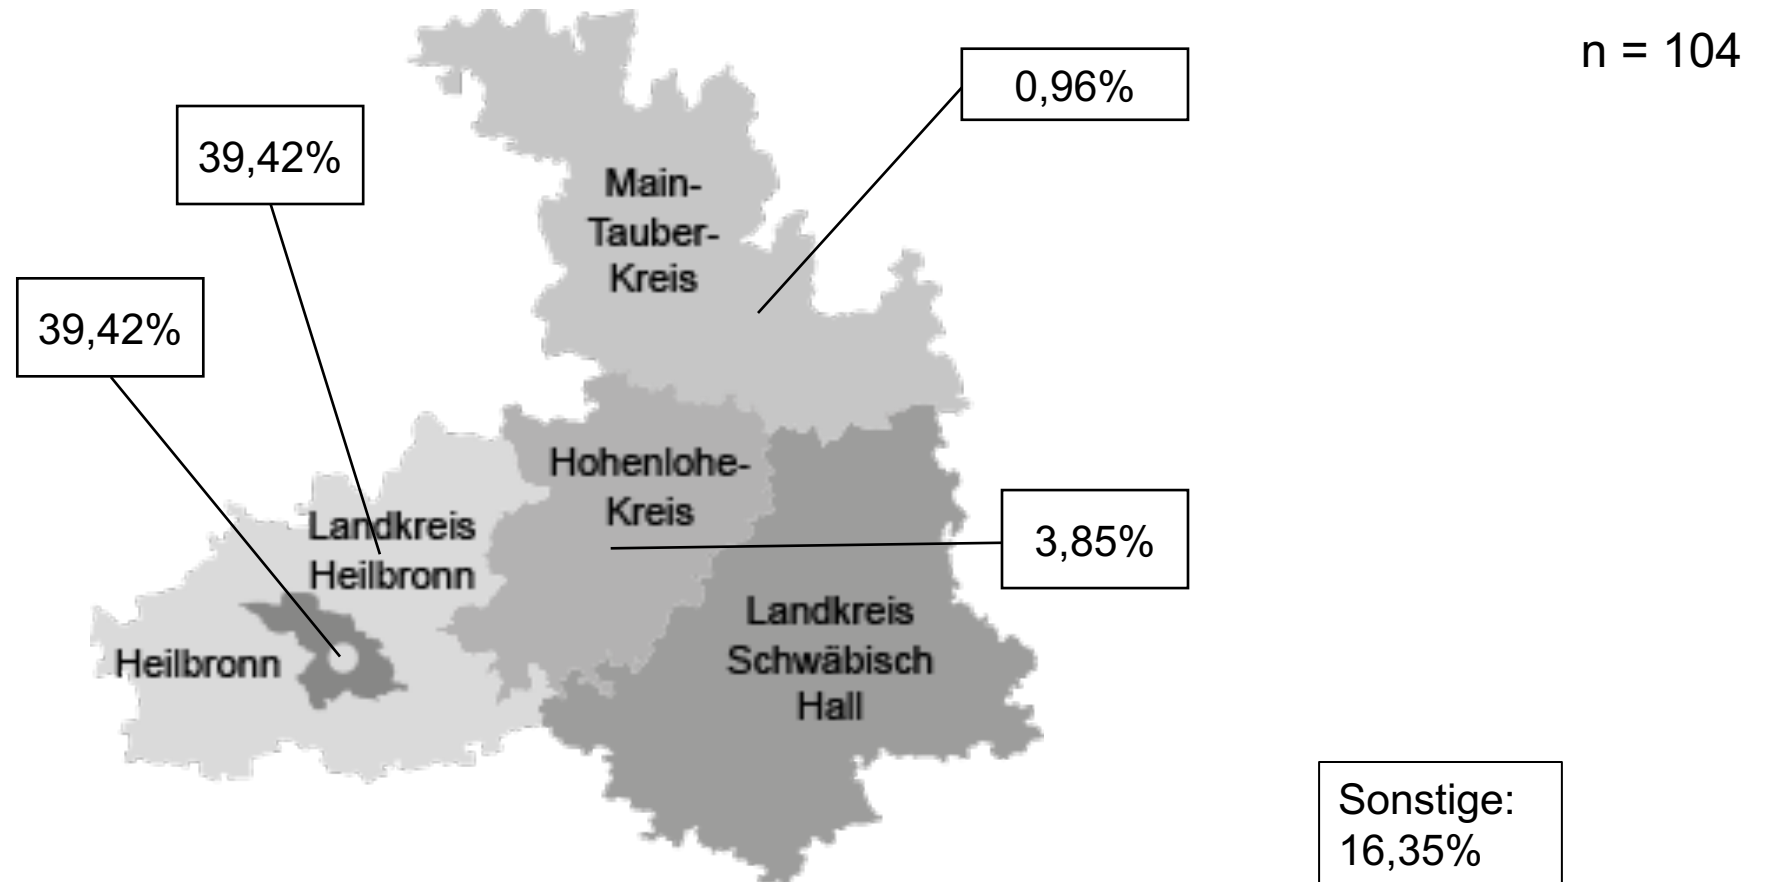 n = 104
0,96%
39,42%
Main-
Tauber-
Kreis
39,42%
Hohenlohe-
Kreis
Landkreis
Heilbronn
3,85%
Landkreis
Schwäbisch
Hall
Heilbronn
Sonstige:
16,35%